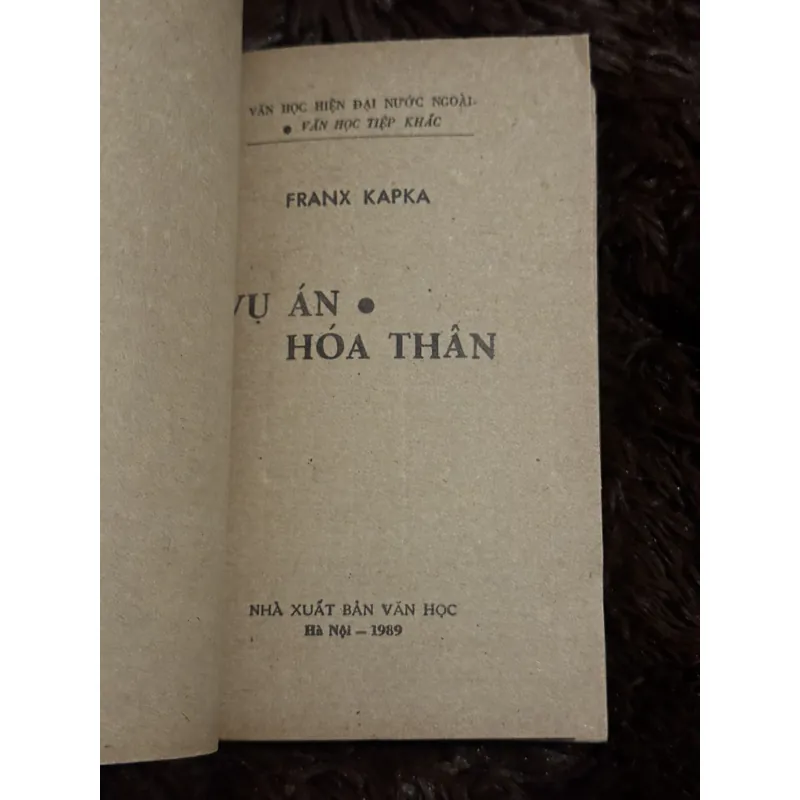 VĂN HỌC HIỆN ĐẠI NƯỚC NGOÀI
● VĂN HỌC TIỆP KHẮC
FRANX KAPKA
VỤ ÁN ●
HÓA THÂN
NHÀ XUẤT BẢN VĂN HỌC
Hà Nội — 1989